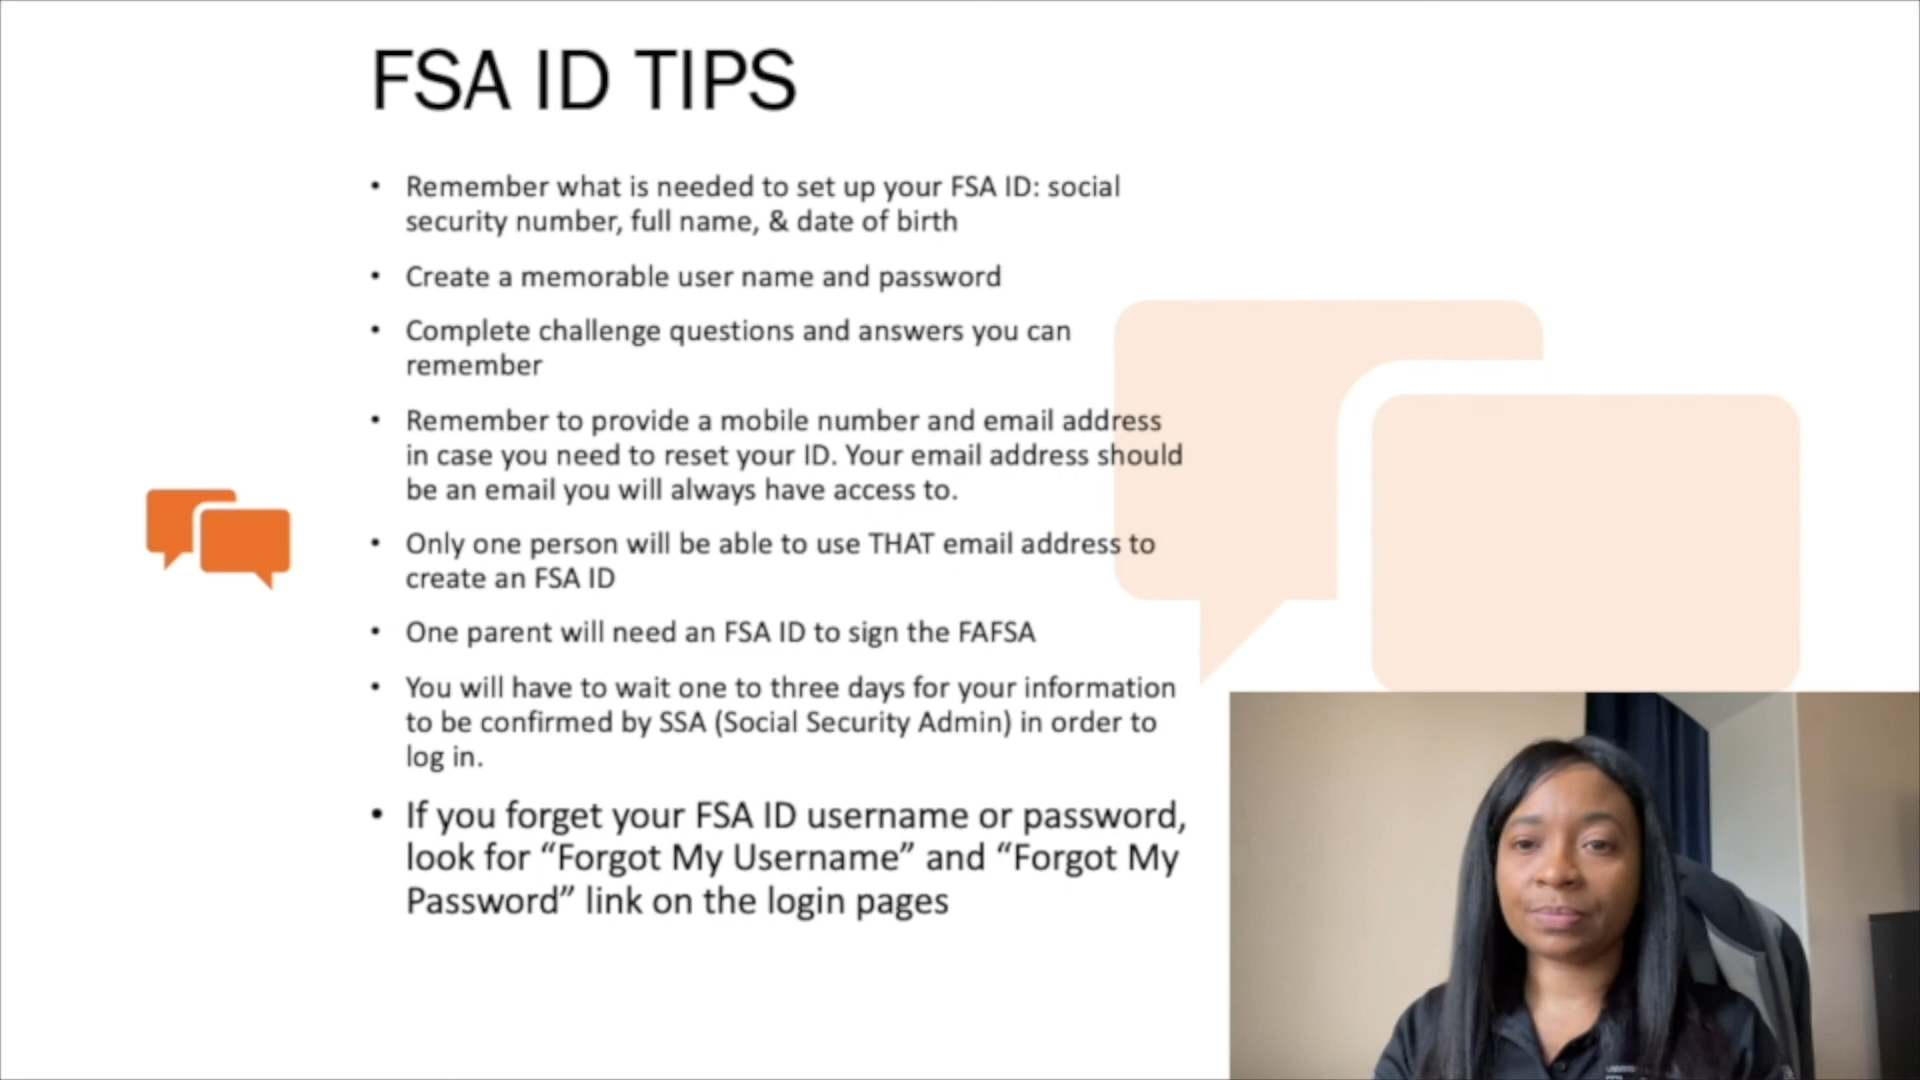 FSA ID TIPS
• Remember what is needed to set up your FSA ID: social
security number, full name, & date of birth
• Create a memorable user name and password
• Complete challenge questions and answers you can
remember
• Remember to provide a mobile number and email address
in case you need to reset your ID. Your email address should
be an email you will always have access to.
• Only one person will be able to use THAT email address to
create an FSA ID
• One parent will need an FSA ID to sign the FAFSA
• You will have to wait one to three days for your information
to be confirmed by SSA (Social Security Admin) in order to
log in.
• If you forget your FSA ID username or password,
look for “Forgot My Username” and “Forgot My
Password” link on the login pages